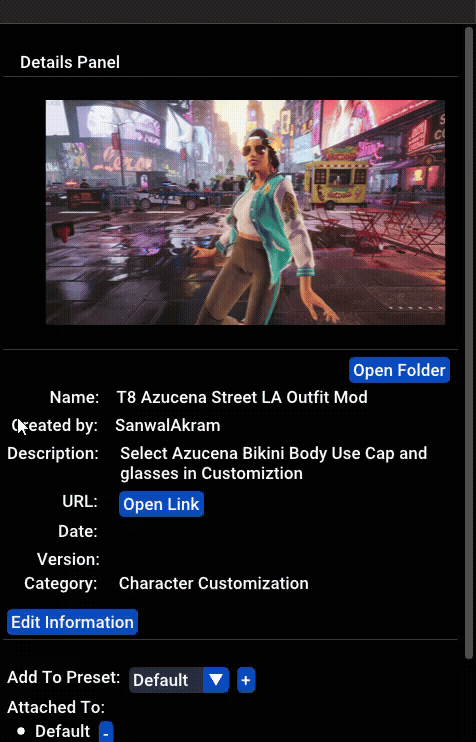 Details Panel
Open Folder
Name: T8 Azucena Street LA Outfit Mod
Created by: SanwalAkram
Description: Select Azucena Bikini Body Use Cap and
glasses in Customiztion
URL: Open Link
Date:
Version:
Category: Character Customization
Edit Information
Add To Preset: Default +
Attached To:
Default -